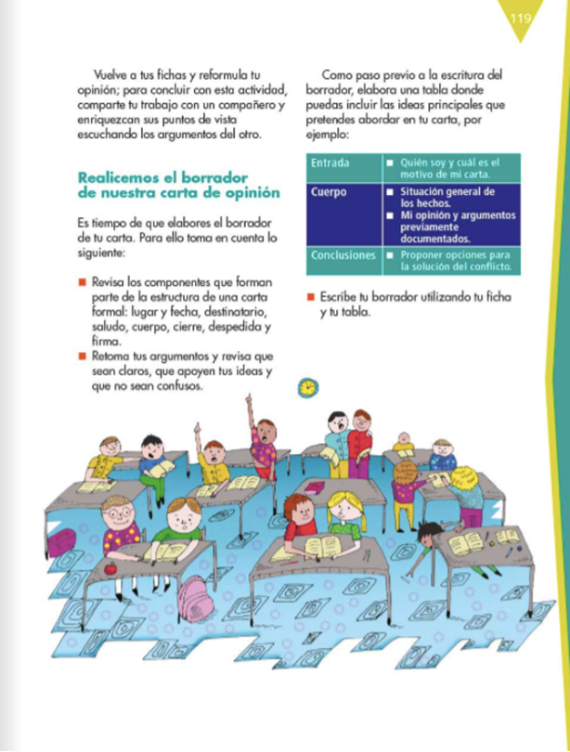 119
Vuelve a tus fichas y reformula tu
opinión; para concluir con esta actividad,
comparte tu trabajo con un compañero y
enriquezcan sus puntos de vista
escuchando los argumentos del otro.
Realicemos el borrador
de nuestra carta de opinión
Es tiempo de que elabores el borrador
de tu carta. Para ello toma en cuenta lo
siguiente:
■ Revisa los componentes que forman
parte de la estructura de una carta
formal: lugar y fecha, destinatario,
saludo, cuerpo, cierre, despedida y
firma.
■ Retoma tus argumentos y revisa que
sean claros, que apoyen tus ideas y
que no sean confusos.
Como paso previo a la escritura del
borrador, elabora una tabla donde
puedas incluir las ideas principales que
pretendes abordar en tu carta, por
ejemplo:
Entrada ■ Quién soy y cuál es el
motivo de mi carta.
Cuerpo ■ Situación general de
los hechos.
■ Mi opinión y argumentos
previamente
documentados.
Conclusiones ■ Proponer opciones para
la solución del conflicto.
■ Escribe tu borrador utilizando tu ficha
y tu tabla.